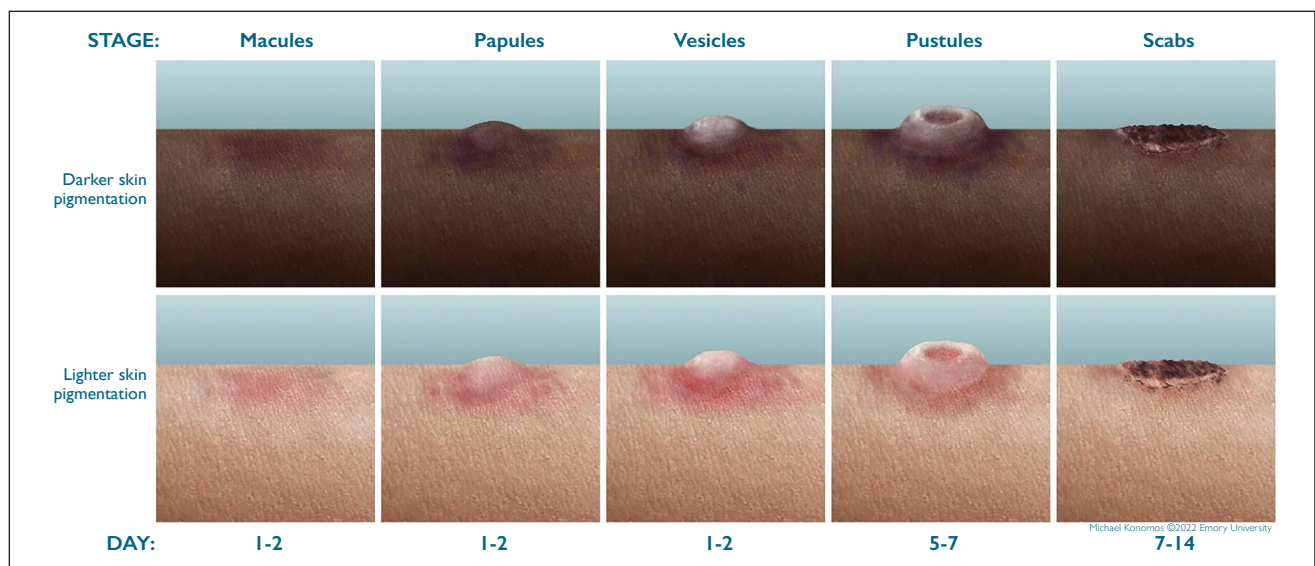 STAGE: Macules Papules Vesicles Pustules Scabs
Darker skin
pigmentation
Lighter skin
pigmentation
Michael Konomos ©2022 Emory University
DAY: 1-2 1-2 1-2 5-7 7-14